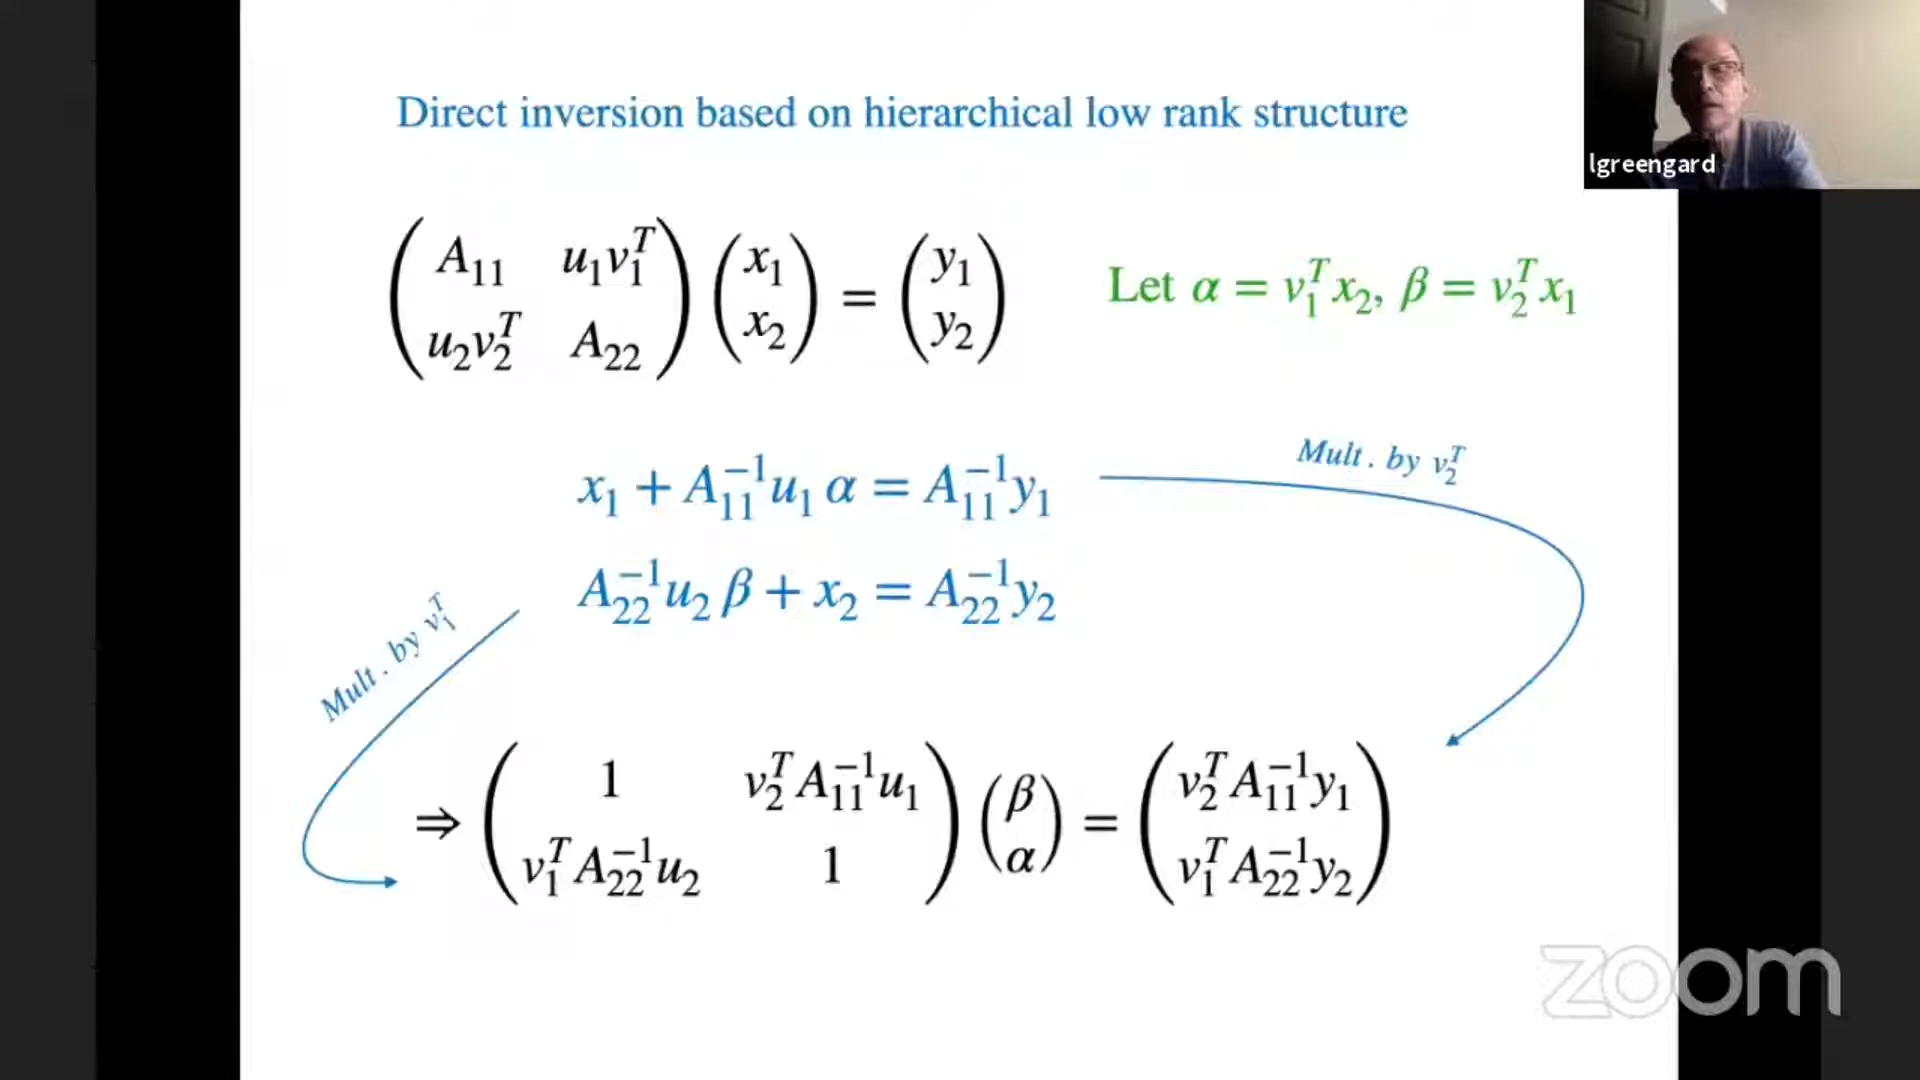 Direct inversion based on hierarchical low rank structure
lgreengard
( A₁₁ u₁v₁ᵀ ; u₂v₂ᵀ A₂₂ ) ( x₁ ; x₂ ) = ( y₁ ; y₂ )
Let α = v₁ᵀx₂, β = v₂ᵀx₁
x₁ + A₁₁⁻¹u₁ α = A₁₁⁻¹y₁
Mult. by v₂ᵀ
A₂₂⁻¹u₂ β + x₂ = A₂₂⁻¹y₂
Mult. by v₁ᵀ
⇒ ( 1 v₂ᵀA₁₁⁻¹u₁ ; v₁ᵀA₂₂⁻¹u₂ 1 ) ( β ; α ) = ( v₂ᵀA₁₁⁻¹y₁ ; v₁ᵀA₂₂⁻¹y₂ )
zoom